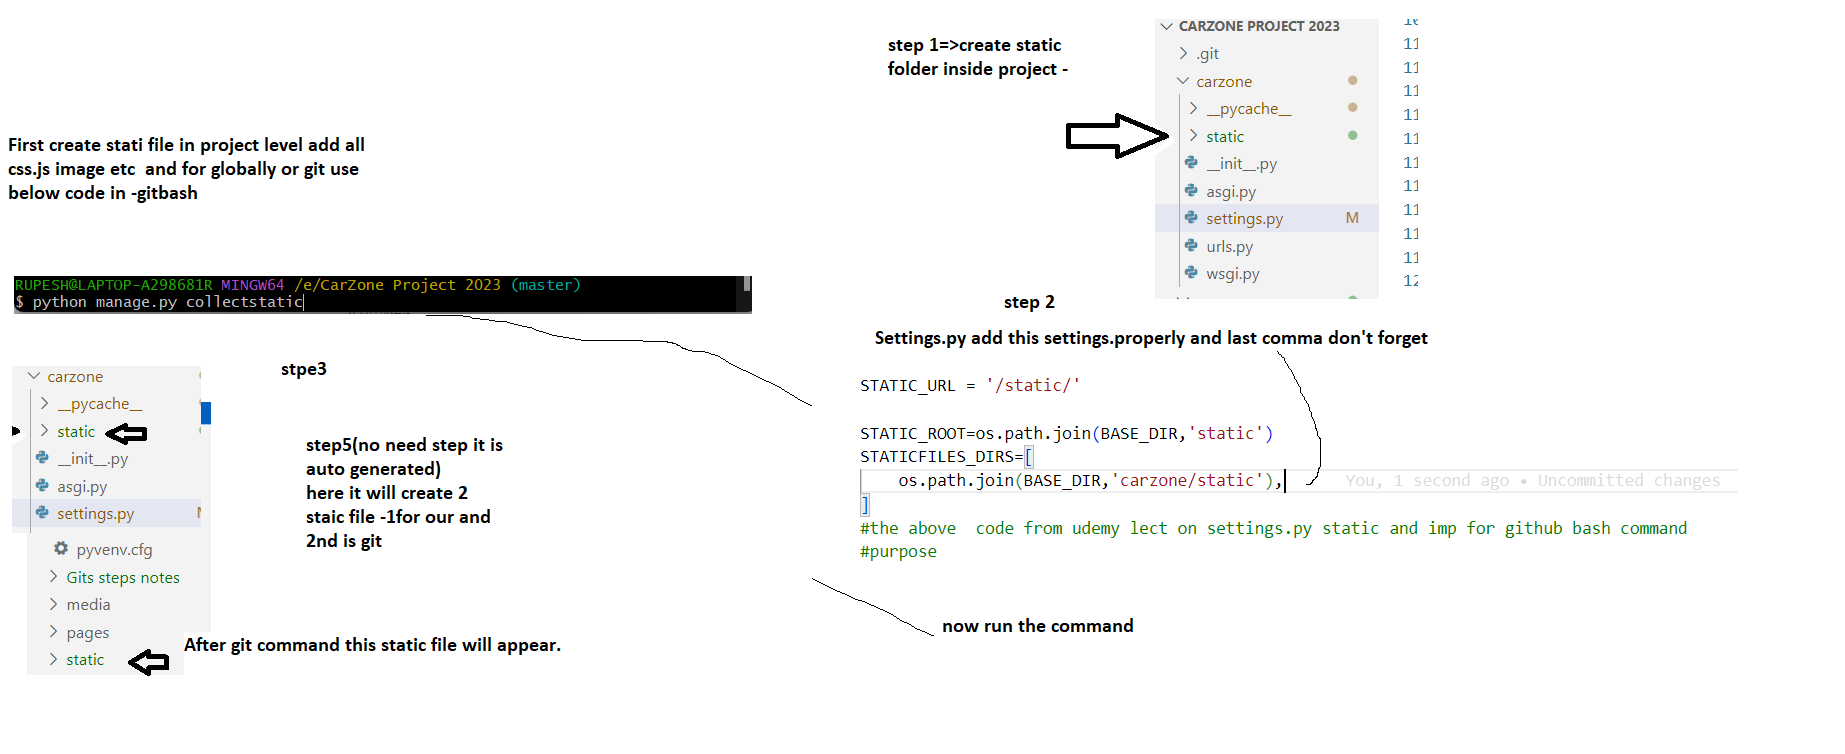 First create stati file in project level add all
css.js image etc  and for globally or git use
below code in -gitbash
RUPESH@LAPTOP-A298681R MINGW64 /e/CarZone Project 2023 (master)
$ python manage.py collectstatic
step 1=>create static
folder inside project -
CARZONE PROJECT 2023
.git
carzone
__pycache__
static
__init__.py
asgi.py
settings.py M
urls.py
wsgi.py
11
11
11
11
11
11
11
11
11
11
12
step 2
Settings.py add this settings.properly and last comma don't forget
STATIC_URL = '/static/'
STATIC_ROOT=os.path.join(BASE_DIR,'static')
STATICFILES_DIRS=[
os.path.join(BASE_DIR,'carzone/static'), You, 1 second ago • Uncommitted changes
]
#the above  code from udemy lect on settings.py static and imp for github bash command
#purpose
now run the command
stpe3
carzone
__pycache__
static
__init__.py
asgi.py
settings.py
pyvenv.cfg
Gits steps notes
media
pages
static
step5(no need step it is
auto generated)
here it will create 2
staic file -1for our and
2nd is git
After git command this static file will appear.